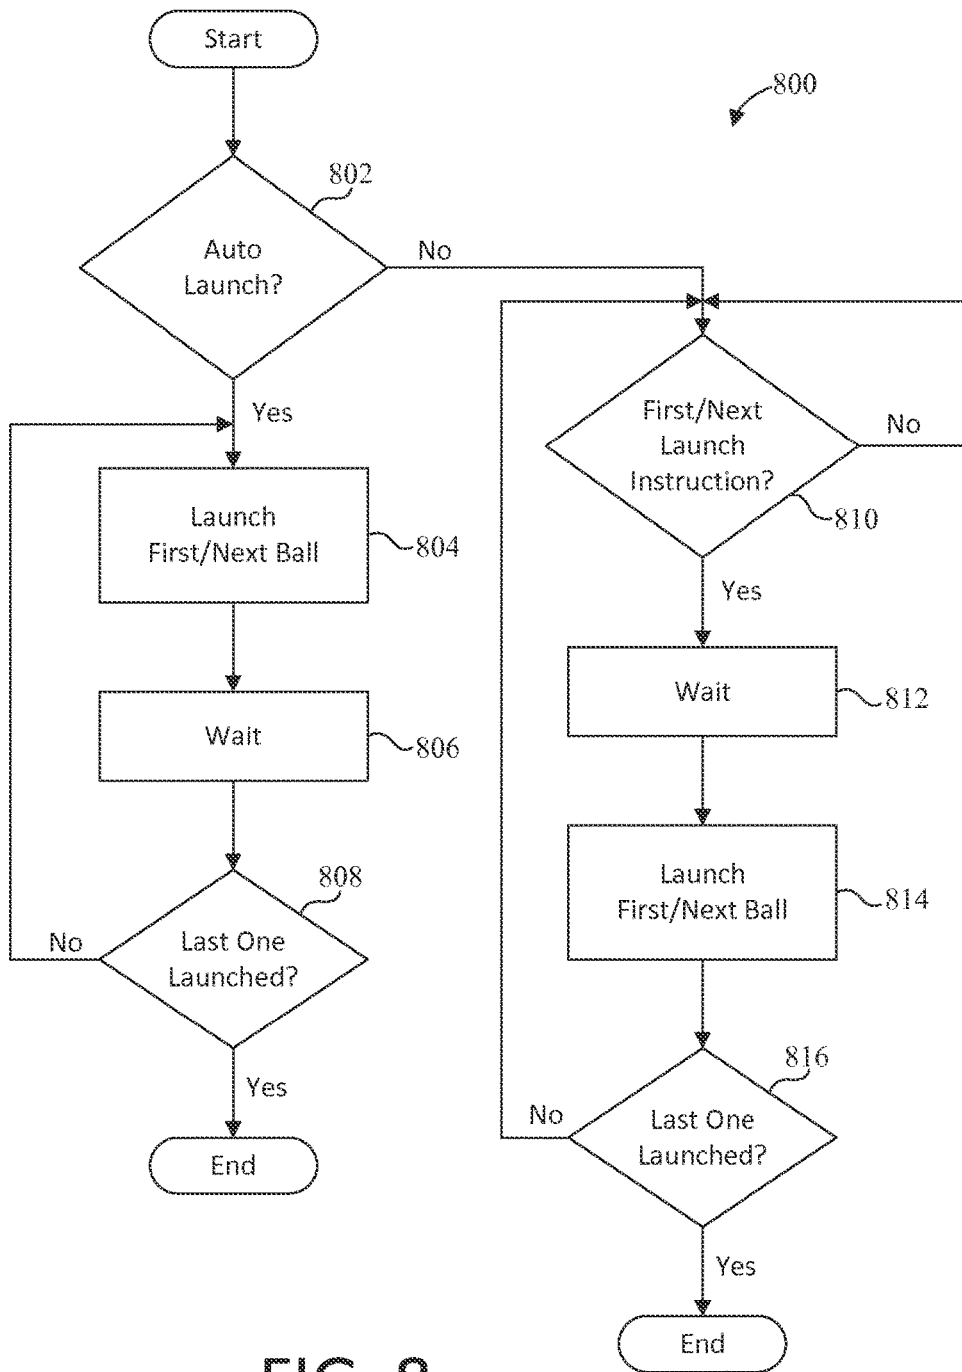 Start
800
802
Auto
Launch?
No
Yes
First/Next
Launch
Instruction?
No
810
Launch
First/Next Ball
804
Yes
Wait
806
Wait
812
808
Last One
Launched?
No
Launch
First/Next Ball
814
Yes
816
Last One
Launched?
No
End
Yes
End
FIG. 8